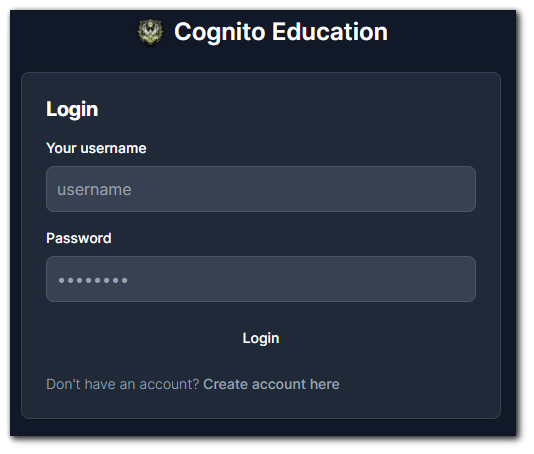 Cognito Education
Login
Your username
username
Password
••••••••
Login
Don't have an account? Create account here